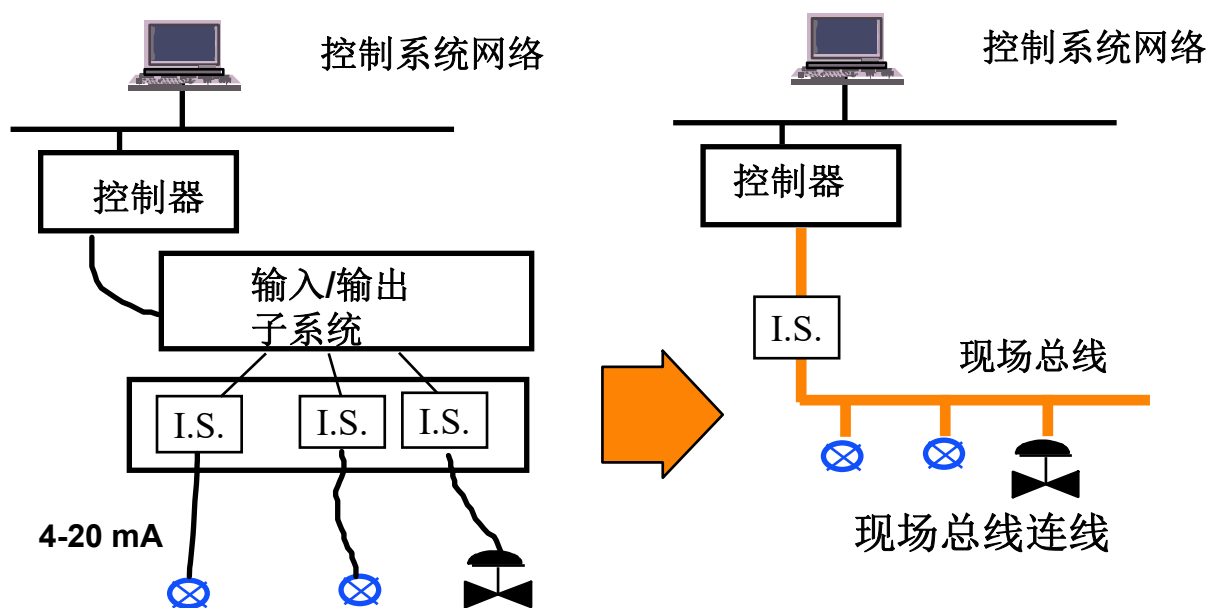 控制系统网络
控制器
输入/输出
子系统
I.S.
I.S.
I.S.
4-20 mA
控制系统网络
控制器
I.S.
现场总线
现场总线连线